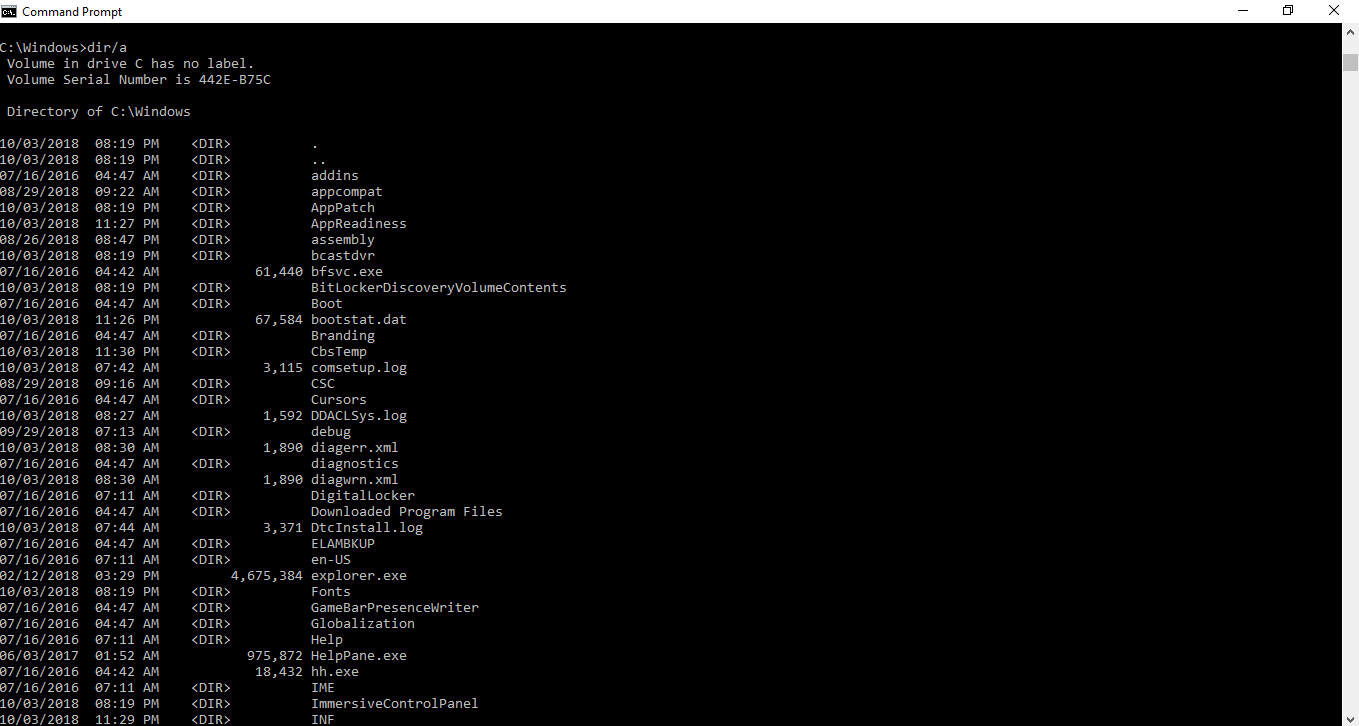 Command Prompt
C:\Windows>dir/a
 Volume in drive C has no label.
 Volume Serial Number is 442E-B75C
 Directory of C:\Windows
10/03/2018  08:19 PM    <DIR>          .
10/03/2018  08:19 PM    <DIR>          ..
07/16/2016  04:47 AM    <DIR>          addins
08/29/2018  09:22 AM    <DIR>          appcompat
10/03/2018  08:19 PM    <DIR>          AppPatch
10/03/2018  11:27 PM    <DIR>          AppReadiness
08/26/2018  08:47 PM    <DIR>          assembly
10/03/2018  08:19 PM    <DIR>          bcastdvr
07/16/2016  04:42 AM            61,440 bfsvc.exe
10/03/2018  08:19 PM    <DIR>          BitLockerDiscoveryVolumeContents
07/16/2016  04:47 AM    <DIR>          Boot
10/03/2018  11:26 PM            67,584 bootstat.dat
07/16/2016  04:47 AM    <DIR>          Branding
10/03/2018  11:30 PM    <DIR>          CbsTemp
10/03/2018  07:42 AM             3,115 comsetup.log
08/29/2018  09:16 AM    <DIR>          CSC
07/16/2016  04:47 AM    <DIR>          Cursors
10/03/2018  08:27 AM             1,592 DDACLSys.log
09/29/2018  07:13 AM    <DIR>          debug
10/03/2018  08:30 AM             1,890 diagerr.xml
07/16/2016  04:47 AM    <DIR>          diagnostics
10/03/2018  08:30 AM             1,890 diagwrn.xml
07/16/2016  07:11 AM    <DIR>          DigitalLocker
07/16/2016  04:47 AM    <DIR>          Downloaded Program Files
10/03/2018  07:44 AM             3,371 DtcInstall.log
07/16/2016  04:47 AM    <DIR>          ELAMBKUP
07/16/2016  07:11 AM    <DIR>          en-US
02/12/2018  03:29 PM         4,675,384 explorer.exe
10/03/2018  08:19 PM    <DIR>          Fonts
07/16/2016  04:47 AM    <DIR>          GameBarPresenceWriter
07/16/2016  04:47 AM    <DIR>          Globalization
07/16/2016  07:11 AM    <DIR>          Help
06/03/2017  01:52 AM           975,872 HelpPane.exe
07/16/2016  04:42 AM            18,432 hh.exe
07/16/2016  07:11 AM    <DIR>          IME
10/03/2018  08:19 PM    <DIR>          ImmersiveControlPanel
10/03/2018  11:29 PM    <DIR>          INF